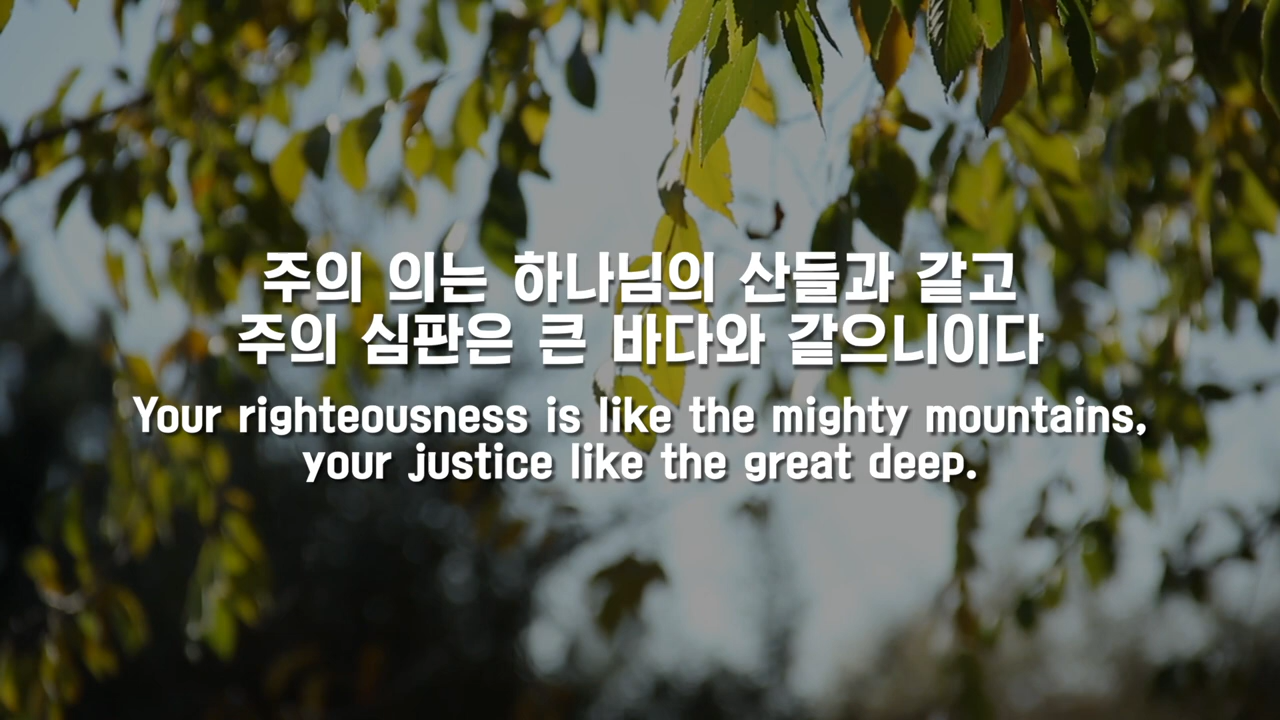 주의 의는 하나님의 산들과 같고
주의 심판은 큰 바다와 같으니이다
Your righteousness is like the mighty mountains,
your justice like the great deep.